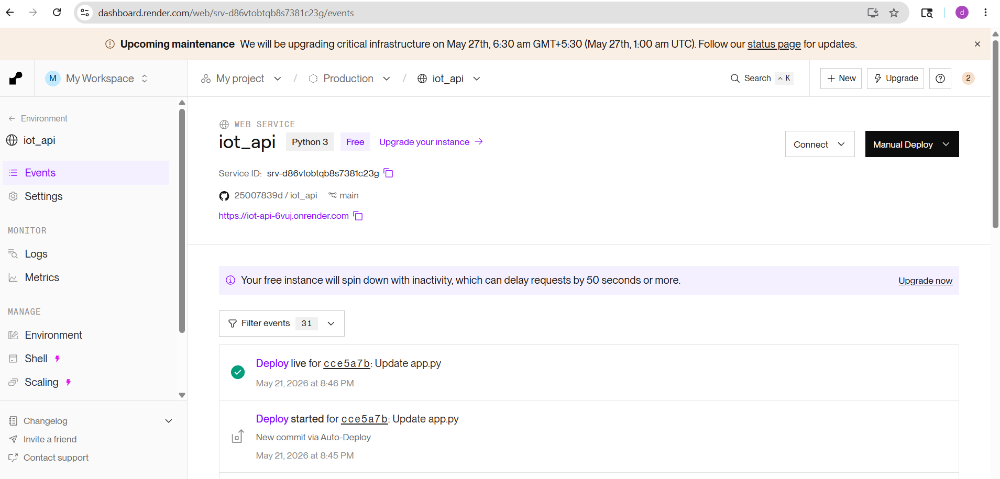 dashboard.render.com/web/srv-d86vtobtqb8s7381c23g/events
d
Upcoming maintenance We will be upgrading critical infrastructure on May 27th, 6:30 am GMT+5:30 (May 27th, 1:00 am UTC). Follow our status page for updates.
M My Workspace
My project / Production / iot_api
Search ^ K
New
Upgrade
2
Environment
iot_api
Events
Settings
MONITOR
Logs
Metrics
MANAGE
Environment
Shell
Scaling
Changelog
Invite a friend
Contact support
WEB SERVICE
iot_api Python 3 Free Upgrade your instance
Connect
Manual Deploy
Service ID: srv-d86vtobtqb8s7381c23g
25007839d / iot_api main
https://iot-api-6vuj.onrender.com
Your free instance will spin down with inactivity, which can delay requests by 50 seconds or more.
Upgrade now
Filter events 31
Deploy live for cce5a7b: Update app.py
May 21, 2026 at 8:46 PM
Deploy started for cce5a7b: Update app.py
New commit via Auto-Deploy
May 21, 2026 at 8:45 PM